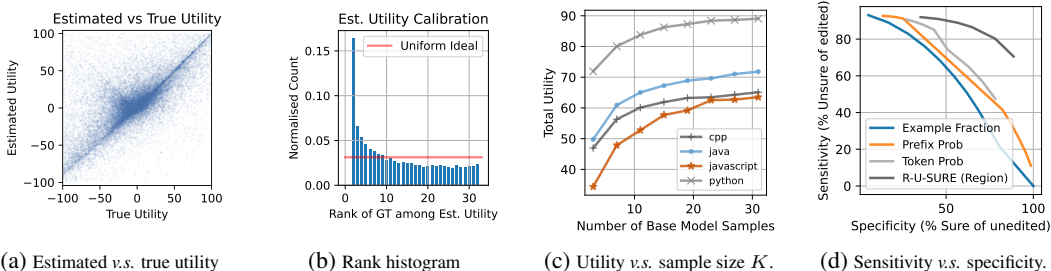 Estimated vs True Utility
100
50
0
−50
−100
−100 −50 0 50 100
Estimated Utility
True Utility
(a) Estimated v.s. true utility
Est. Utility Calibration
Uniform Ideal
0.15
0.10
0.05
0.00
0 10 20 30
Normalised Count
Rank of GT among Est. Utility
(b) Rank histogram
90
80
70
60
50
40
10 20 30
Total Utility
cpp
java
javascript
python
Number of Base Model Samples
(c) Utility v.s. sample size K.
80
60
40
20
0
50 100
Sensitivity (% Unsure of edited)
Example Fraction
Prefix Prob
Token Prob
R-U-SURE (Region)
Specificity (% Sure of unedited)
(d) Sensitivity v.s. specificity.